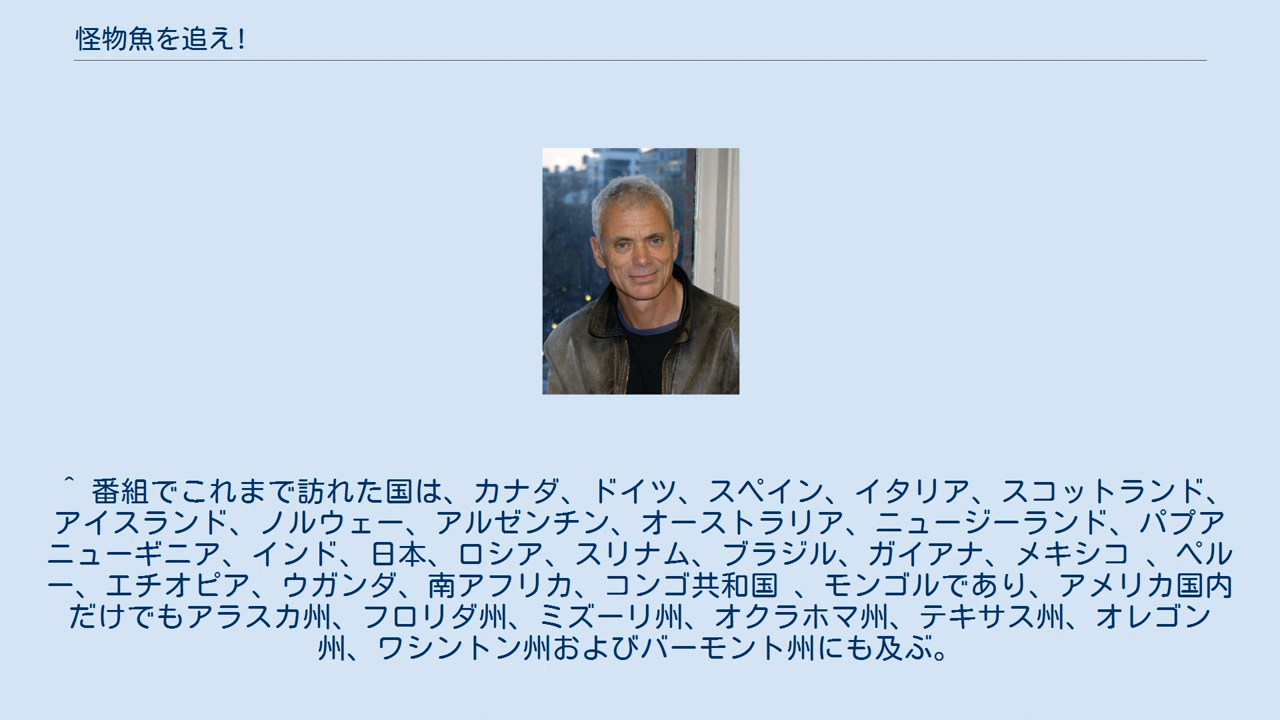 怪物魚を追え!
^ 番組でこれまで訪れた国は、カナダ、ドイツ、スペイン、イタリア、スコットランド、
アイスランド、ノルウェー、アルゼンチン、オーストラリア、ニュージーランド、パプア
ニューギニア、インド、日本、ロシア、スリナム、ブラジル、ガイアナ、メキシコ 、ペル
ー、エチオピア、ウガンダ、南アフリカ、コンゴ共和国 、モンゴルであり、アメリカ国内
だけでもアラスカ州、フロリダ州、ミズーリ州、オクラホマ州、テキサス州、オレゴン
州、ワシントン州およびバーモント州にも及ぶ。